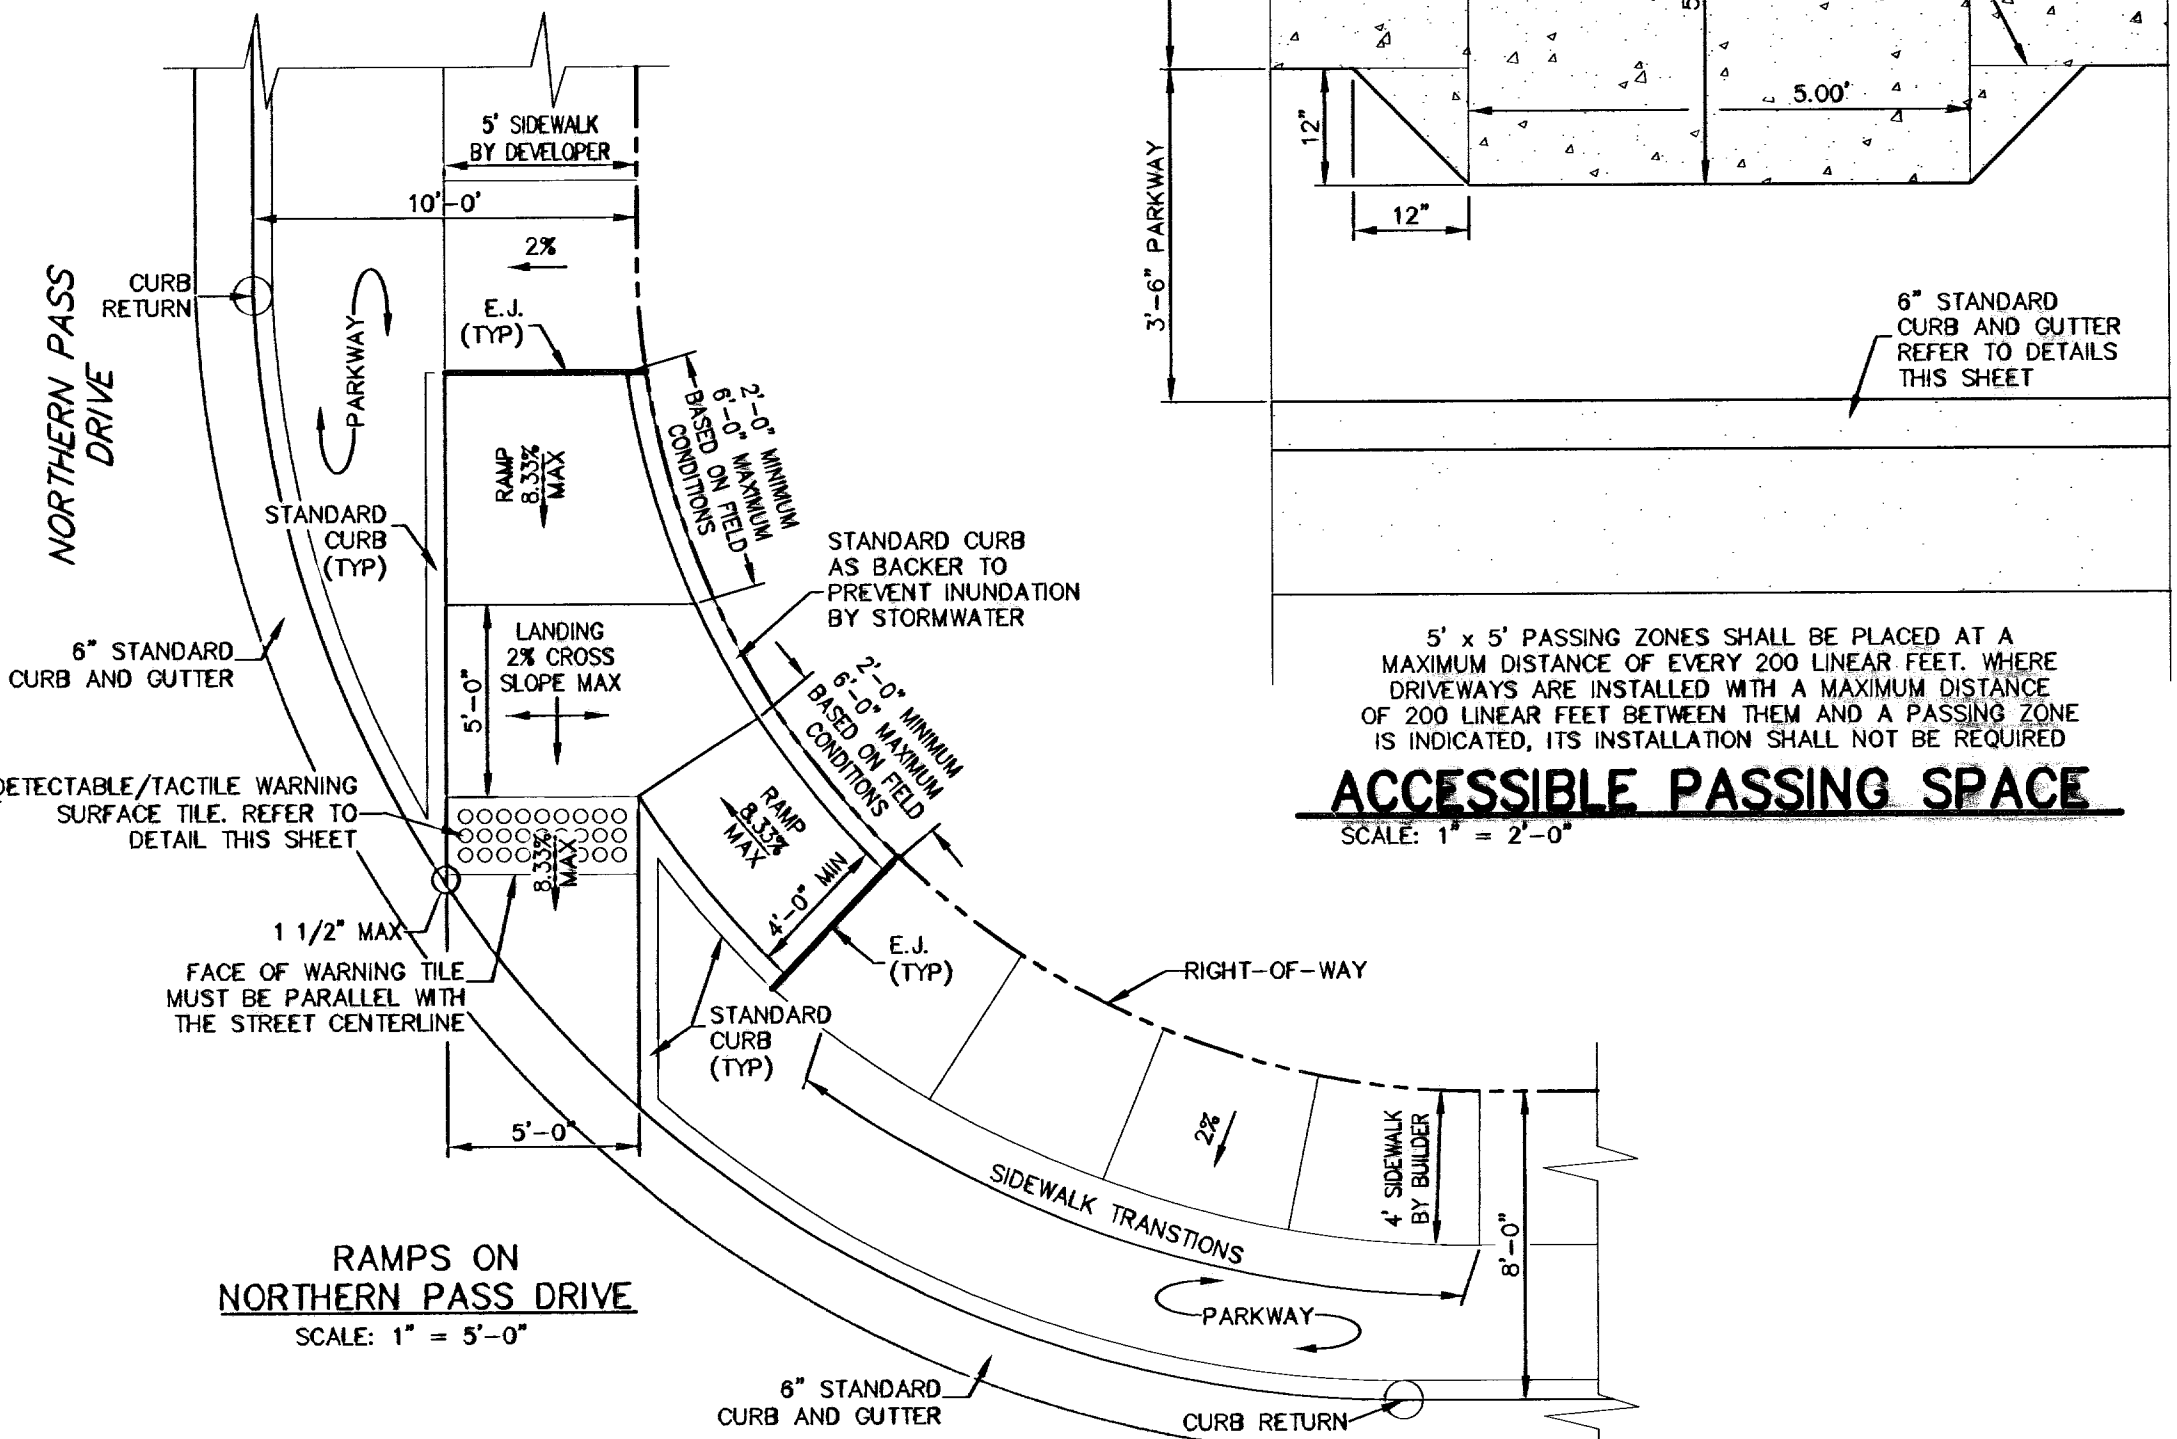 5' SIDEWALK
BY DEVELOPER
10'-0'
2%
CURB
RETURN
E.J.
(TYP)
PARKWAY
NORTHERN PASS
DRIVE
2'-0" MINIMUM
6'-0" MAXIMUM
BASED ON FIELD
CONDITIONS
RAMP
8.33%
MAX
STANDARD
CURB
(TYP)
STANDARD CURB
AS BACKER TO
PREVENT INUNDATION
BY STORMWATER
6" STANDARD
CURB AND GUTTER
LANDING
2% CROSS
SLOPE MAX
5'-0"
2'-0" MINIMUM
6'-0" MAXIMUM
BASED ON FIELD
CONDITIONS
DETECTABLE/TACTILE WARNING
SURFACE TILE. REFER TO
DETAIL THIS SHEET
RAMP
8.33%
MAX
8.33%
MAX
4'-0" MIN
1 1/2" MAX
FACE OF WARNING TILE
MUST BE PARALLEL WITH
THE STREET CENTERLINE
E.J.
(TYP)
RIGHT-OF-WAY
STANDARD
CURB
(TYP)
5'-0"
2%
SIDEWALK TRANSTIONS
4' SIDEWALK
BY BUILDER
8'-0"
PARKWAY
6" STANDARD
CURB AND GUTTER
CURB RETURN
RAMPS ON
NORTHERN PASS DRIVE
SCALE: 1" = 5'-0"
5.00'
12"
12"
3'-6" PARKWAY
6" STANDARD
CURB AND GUTTER
REFER TO DETAILS
THIS SHEET
5' x 5' PASSING ZONES SHALL BE PLACED AT A
MAXIMUM DISTANCE OF EVERY 200 LINEAR FEET. WHERE
DRIVEWAYS ARE INSTALLED WITH A MAXIMUM DISTANCE
OF 200 LINEAR FEET BETWEEN THEM AND A PASSING ZONE
IS INDICATED, ITS INSTALLATION SHALL NOT BE REQUIRED
ACCESSIBLE PASSING SPACE
SCALE: 1" = 2'-0"